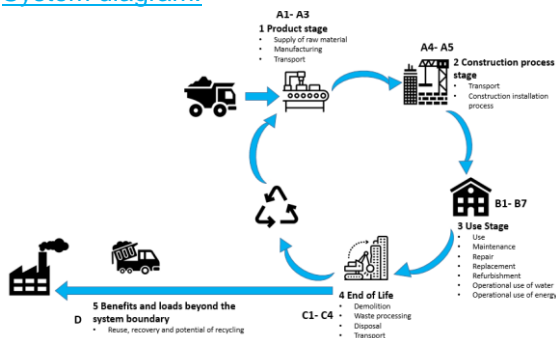 System diagram:
A1- A3
1 Product stage
• Supply of raw material
• Manufacturing
• Transport
A4- A5
2 Construction process
stage
• Transport
• Construction installation
process
B1- B7
3 Use Stage
• Use
• Maintenance
• Repair
• Replacement
• Refurbishment
• Operational use of water
• Operational use of energy
4 End of Life
C1- C4
• Demolition
• Waste processing
• Disposal
• Transport
5 Benefits and loads beyond the
D system boundary
• Reuse, recovery and potential of recycling